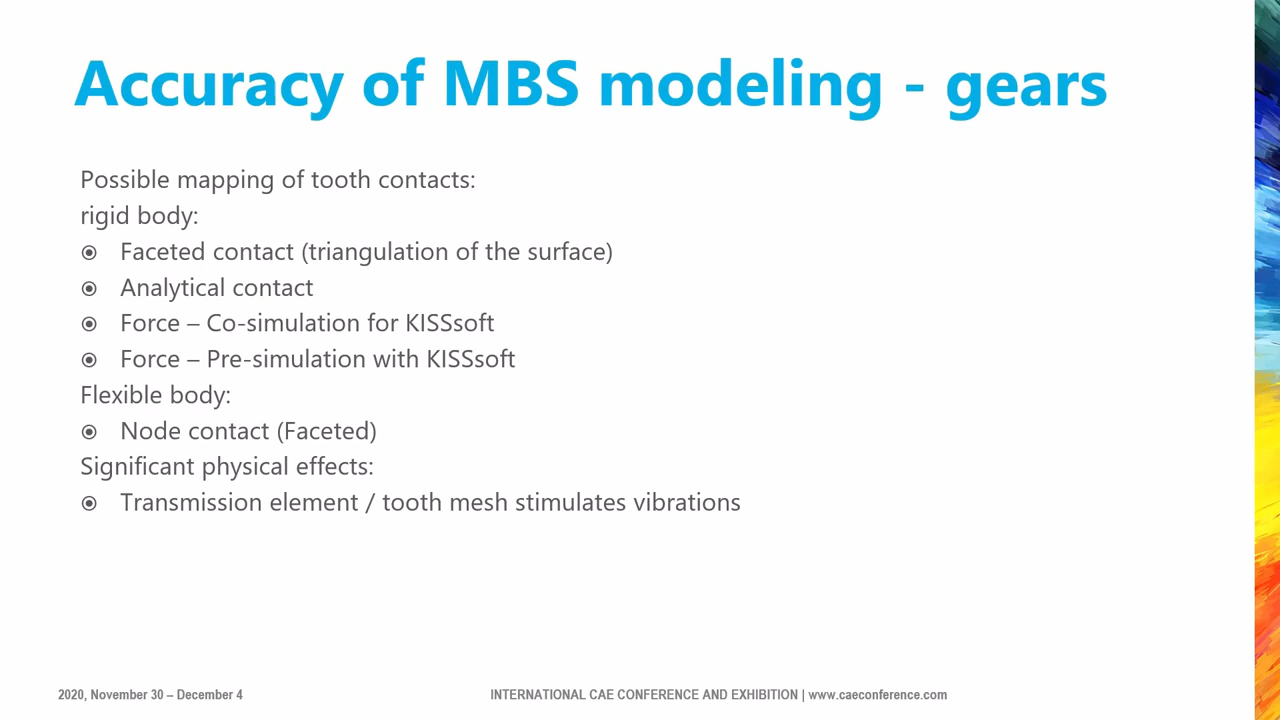 Accuracy of MBS modeling - gears
Possible mapping of tooth contacts:
rigid body:
Faceted contact (triangulation of the surface)
Analytical contact
Force – Co-simulation for KISSsoft
Force – Pre-simulation with KISSsoft
Flexible body:
Node contact (Faceted)
Significant physical effects:
Transmission element / tooth mesh stimulates vibrations
2020, November 30 – December 4
INTERNATIONAL CAE CONFERENCE AND EXHIBITION | www.caeconference.com